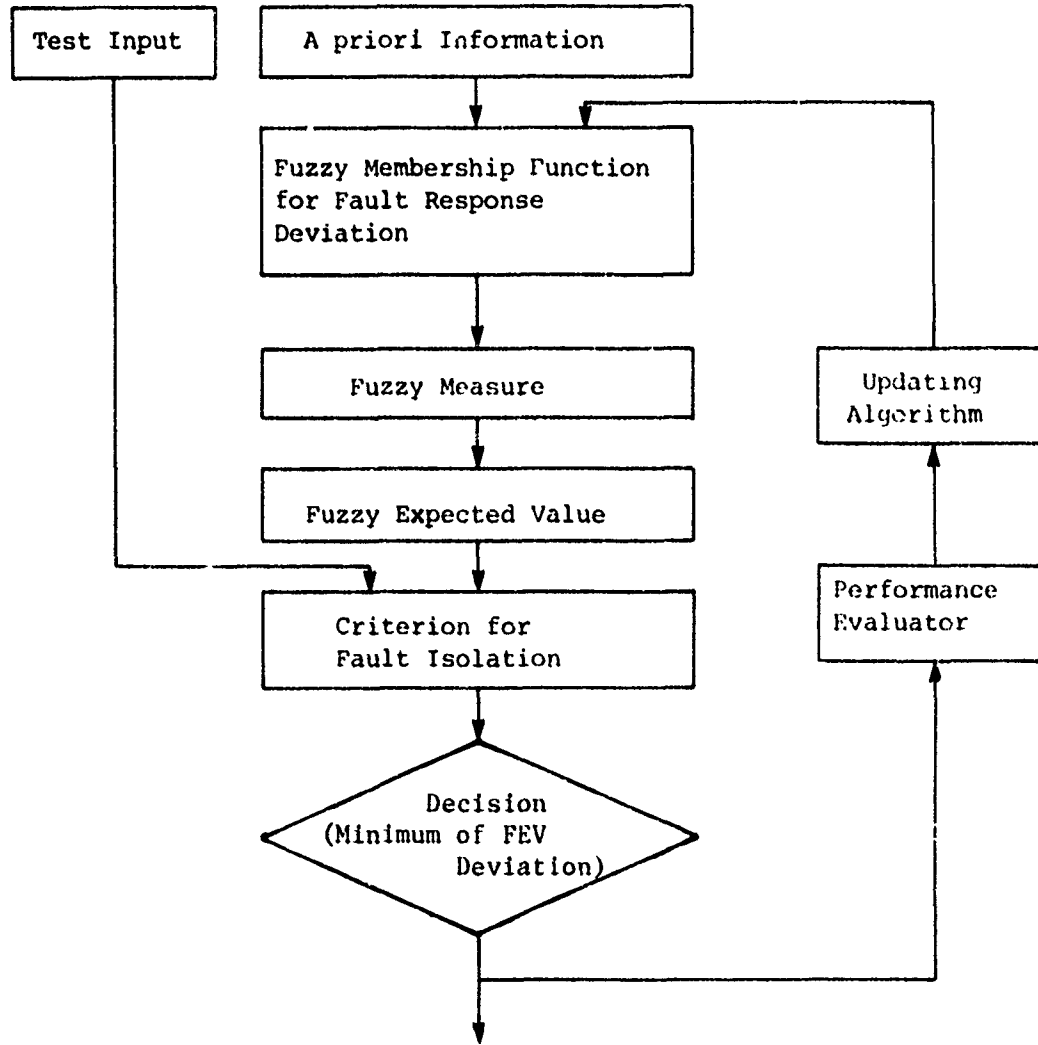 Test Input
A priori Information
Fuzzy Membership Function
for Fault Response
Deviation
Fuzzy Measure
Updating
Algorithm
Fuzzy Expected Value
Criterion for
Fault Isolation
Performance
Evaluator
Decision
(Minimum of FEV
Deviation)